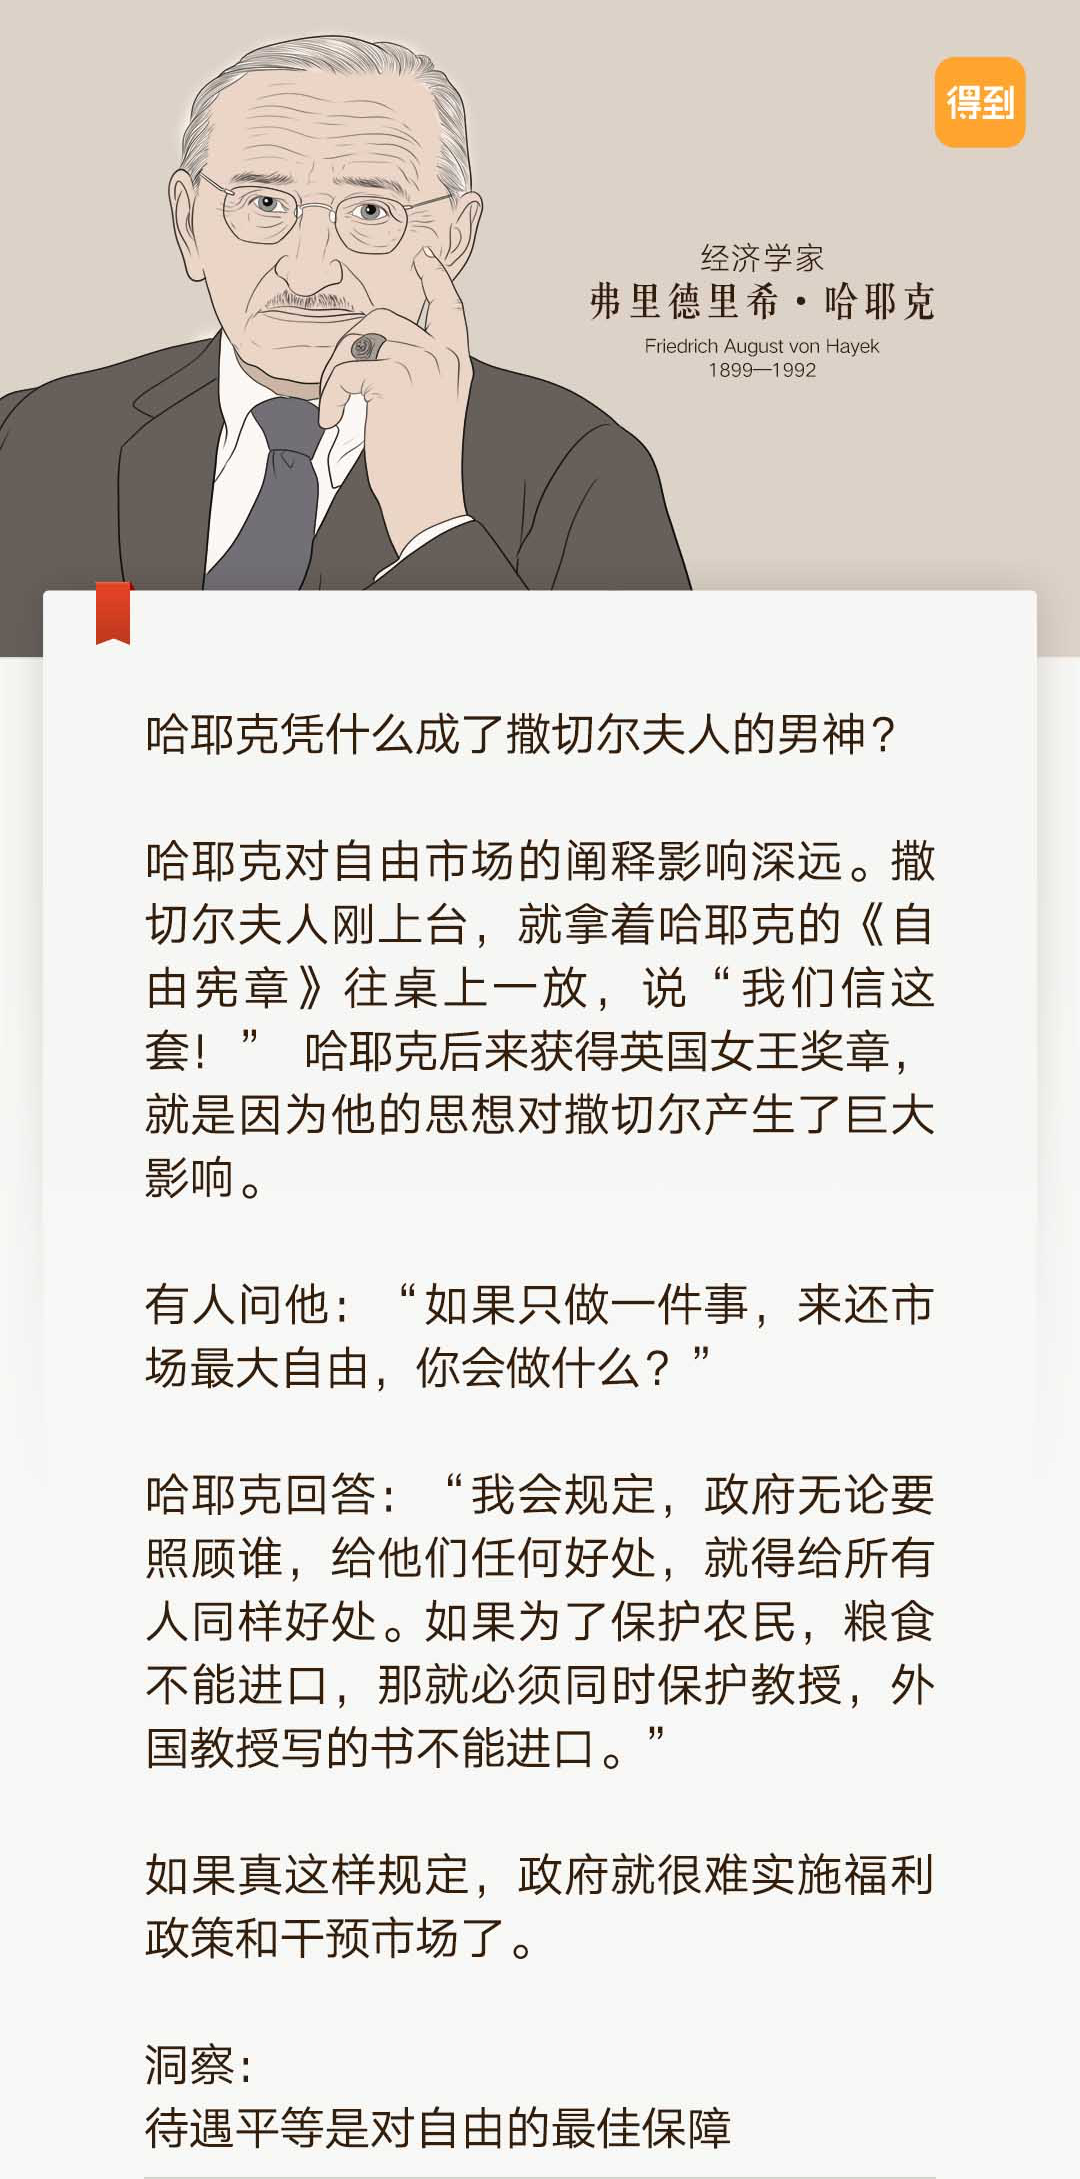 得到
经济学家
弗里德里希·哈耶克
Friedrich August von Hayek
1899—1992
哈耶克凭什么成了撒切尔夫人的男神？
哈耶克对自由市场的阐释影响深远。撒
切尔夫人刚上台，就拿着哈耶克的《自
由宪章》往桌上一放，说“我们信这
套！” 哈耶克后来获得英国女王奖章，
就是因为他的思想对撒切尔产生了巨大
影响。
有人问他：“如果只做一件事，来还市
场最大自由，你会做什么？”
哈耶克回答：“我会规定，政府无论要
照顾谁，给他们任何好处，就得给所有
人同样好处。如果为了保护农民，粮食
不能进口，那就必须同时保护教授，外
国教授写的书不能进口。”
如果真这样规定，政府就很难实施福利
政策和干预市场了。
洞察：
待遇平等是对自由的最佳保障